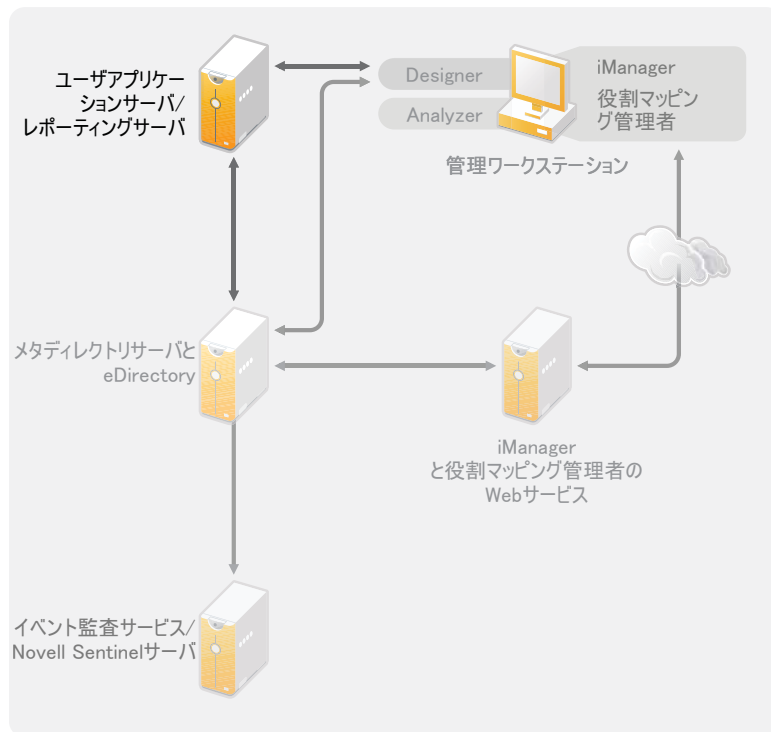 ユーザアプリケー
ションサーバ/
レポーティングサーバ
Designer
Analyzer
iManager
役割マッピン
グ管理者
管理ワークステーション
メタディレクトリサーバと
eDirectory
iManager
と役割マッピング管理者の
Webサービス
イベント監査サービス/
Novell Sentinelサーバ